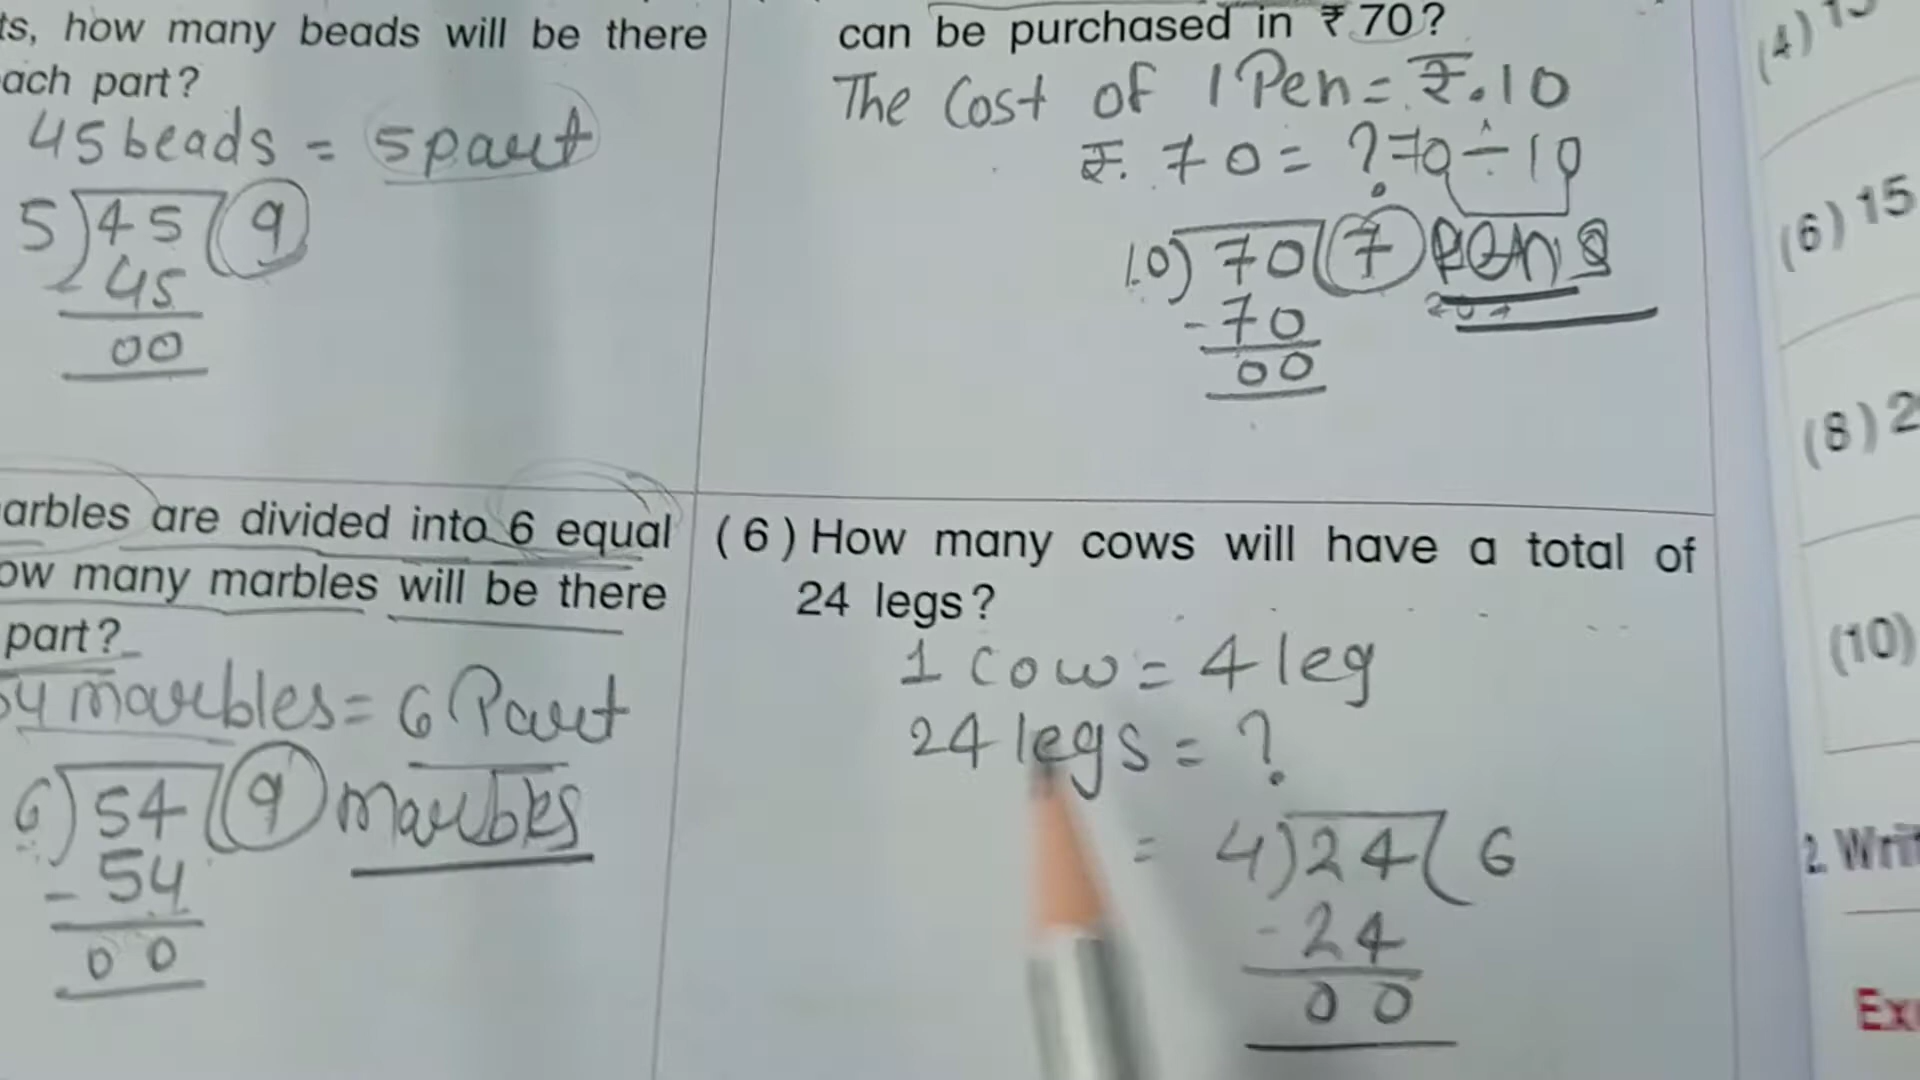 ts, how many beads will be there
ach part?
45 beads = 5 part
5)45(9
- 45
00
can be purchased in ₹ 70?
The Cost of 1 Pen = ₹.10
₹. 70 = ? 70 ÷ 10
10)70(7 pens
- 70
00
arbles are divided into 6 equal
ow many marbles will be there
part?
54 marbles = 6 Part
6)54(9 marbles
- 54
00
(6) How many cows will have a total of
24 legs?
1 cow = 4 leg
24 legs = ?
= 4)24(6
- 24
00
(4)
(6) 15
(8) 2
(10)
2. Writ
Ex